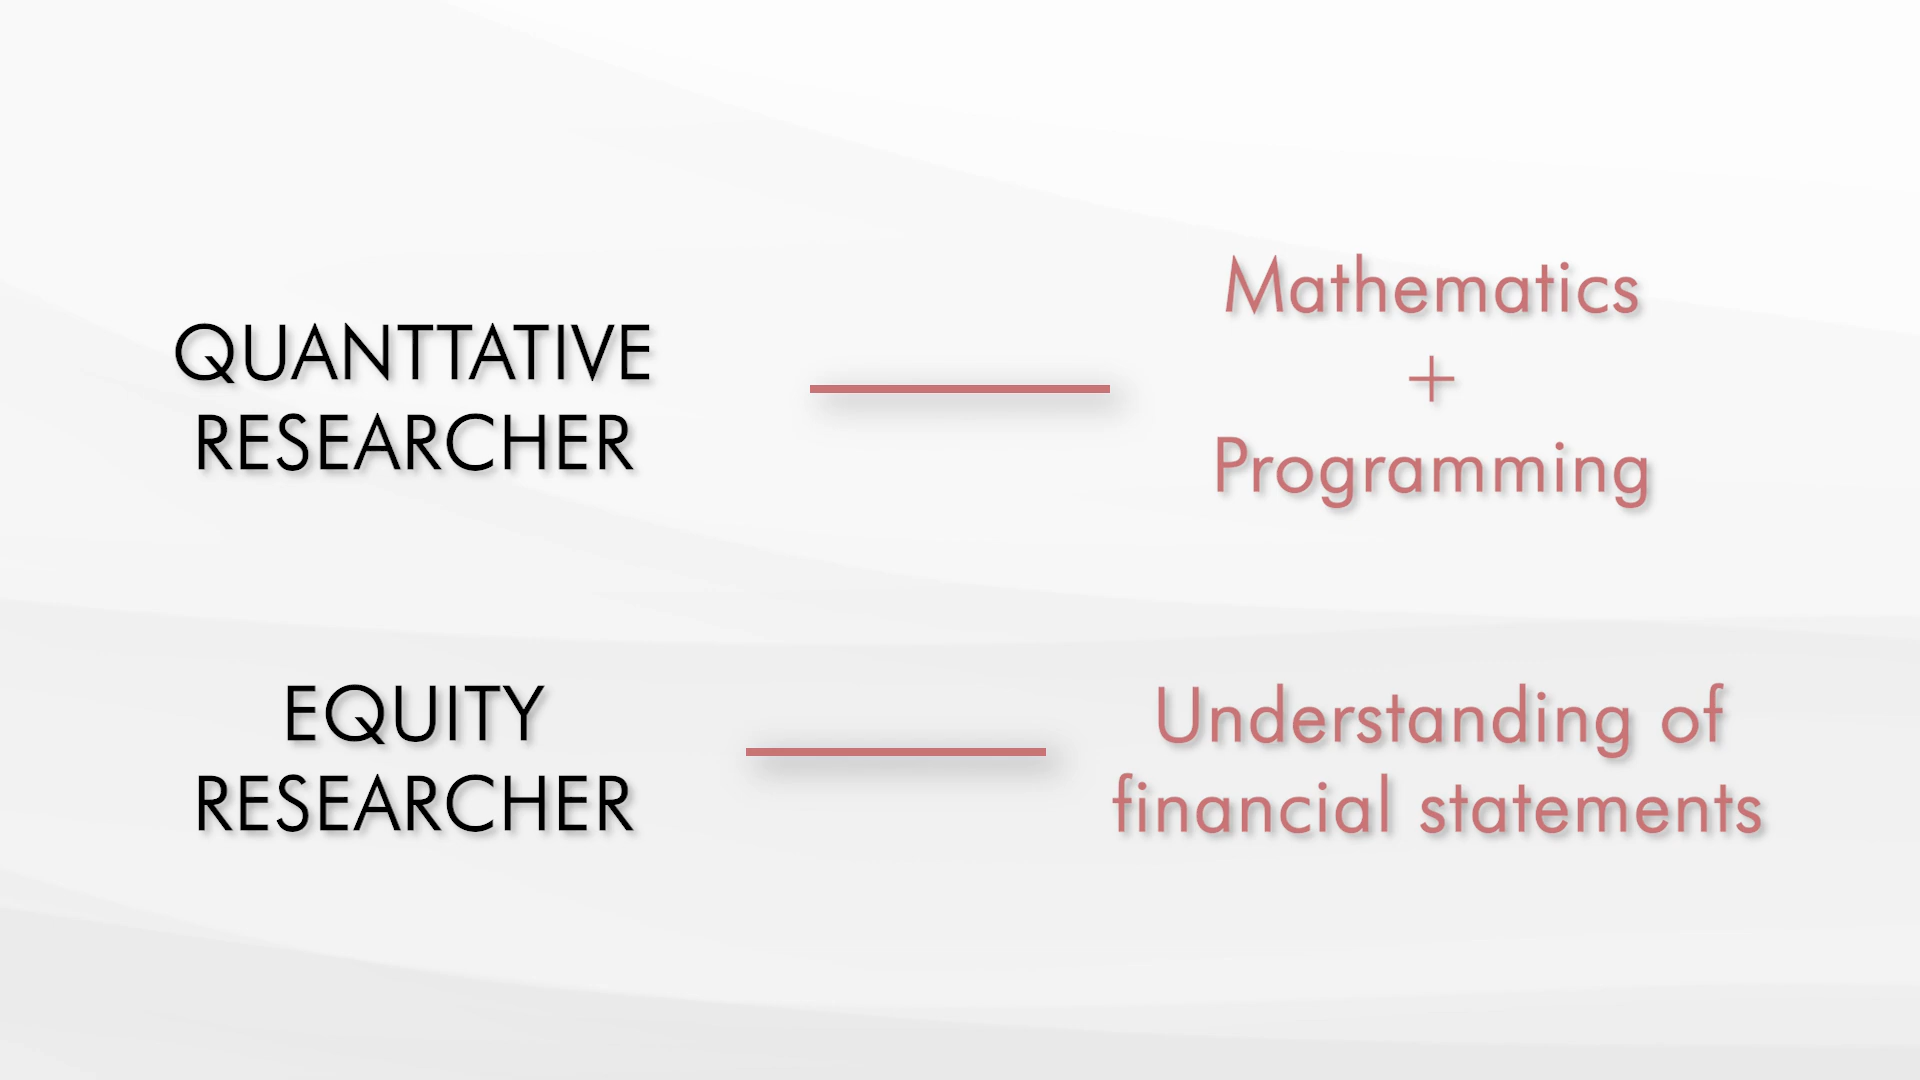 QUANTTATIVE
RESEARCHER
Mathematics
+
Programming
EQUITY
RESEARCHER
Understanding of
financial statements